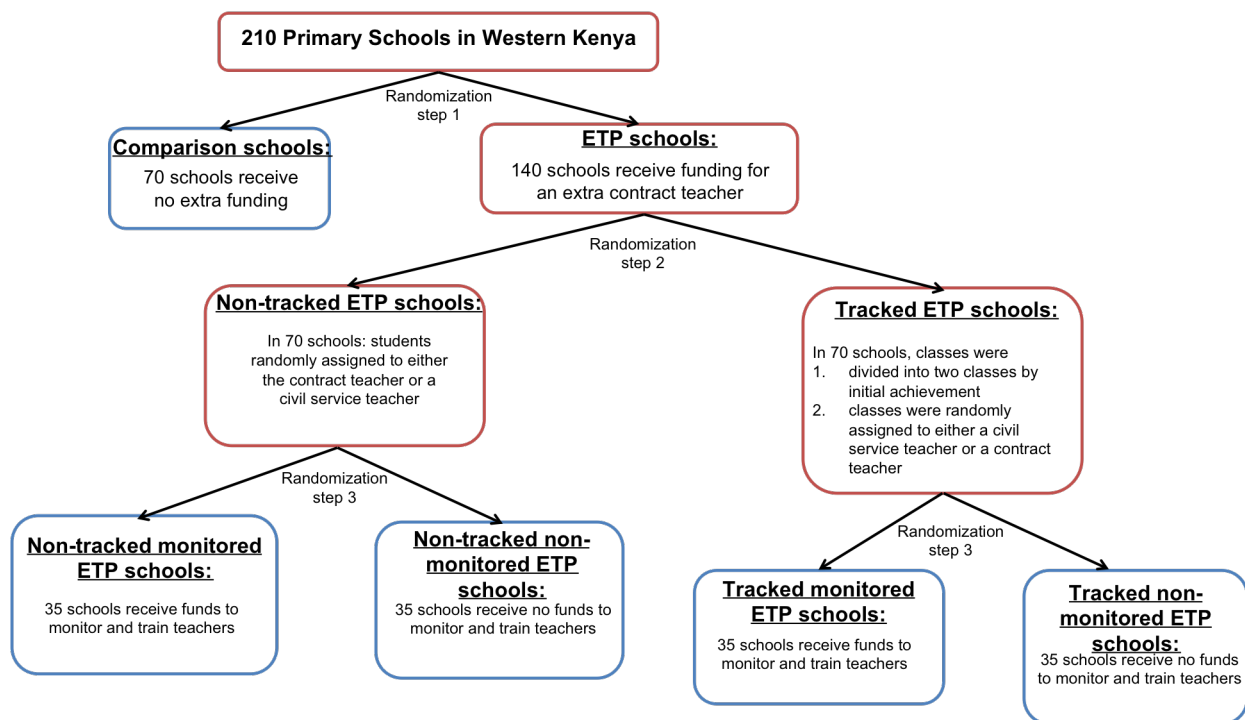 210 Primary Schools in Western Kenya
Randomization
step 1
Comparison schools:
70 schools receive
no extra funding
ETP schools:
140 schools receive funding for
an extra contract teacher
Randomization
step 2
Non-tracked ETP schools:
In 70 schools: students
randomly assigned to either
the contract teacher or a
civil service teacher
Tracked ETP schools:
In 70 schools, classes were
1. divided into two classes by
initial achievement
2. classes were randomly
assigned to either a civil
service teacher or a contract
teacher
Randomization
step 3
Non-tracked monitored
ETP schools:
35 schools receive funds to
monitor and train teachers
Non-tracked non-
monitored ETP
schools:
35 schools receive no funds to
monitor and train teachers
Randomization
step 3
Tracked monitored
ETP schools:
35 schools receive funds to
monitor and train teachers
Tracked non-
monitored ETP
schools:
35 schools receive no funds
to monitor and train teachers